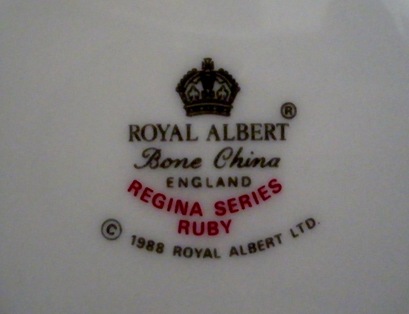 ROYAL ALBERT ®
Bone China
ENGLAND
REGINA SERIES
RUBY
© 1988 ROYAL ALBERT LTD.